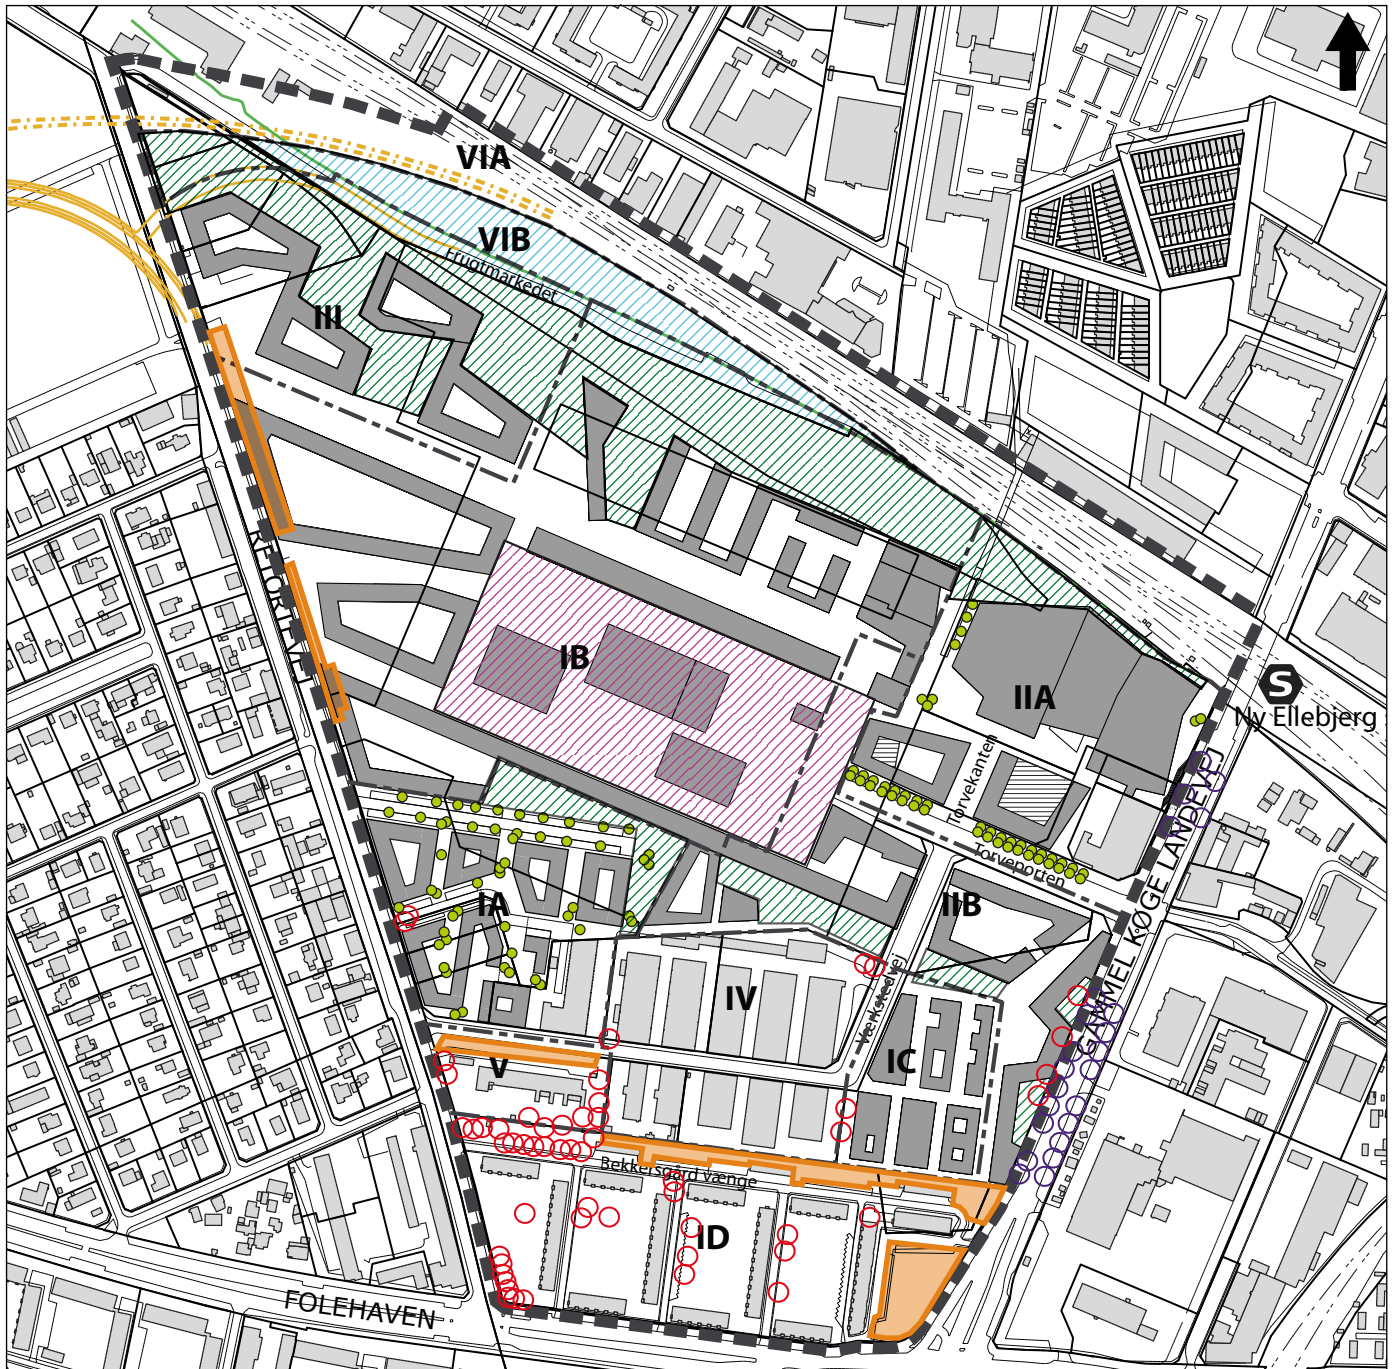 VIA
VIB
Frugtmarkedet
III
RETORTVEJ
IB
IIA
S
Ny Ellebjerg
Torvekanten
GAMMEL KØGE LANDEVEJ
Torveporten
IA
IIB
IV
Værkstedvej
IC
V
Bekkersgård vænge
ID
FOLEHAVEN